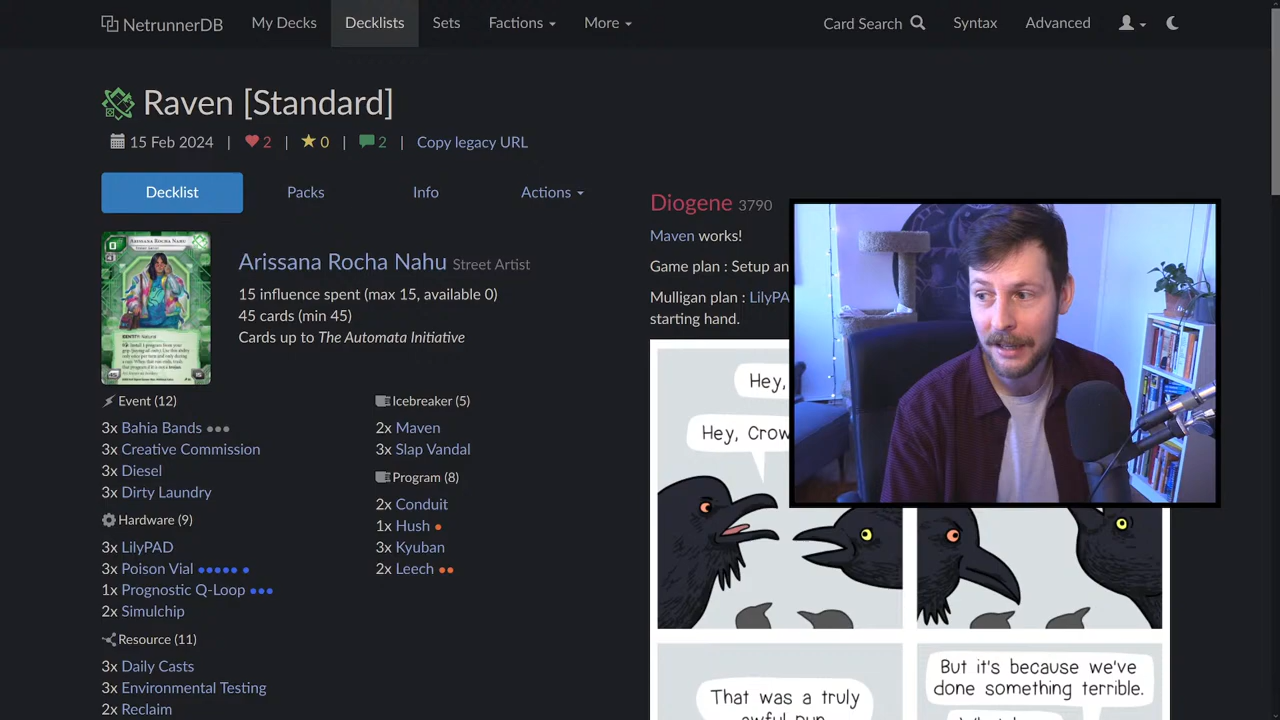 NetrunnerDB My Decks Decklists Sets Factions More Card Search Syntax Advanced
Raven [Standard]
15 Feb 2024 | 2 | 0 | 2 | Copy legacy URL
Decklist Packs Info Actions
ARISSANA ROCHA NAHU
Arissana Rocha Nahu Street Artist
15 influence spent (max 15, available 0)
45 cards (min 45)
Cards up to The Automata Initiative
Event (12)
3x Bahia Bands
3x Creative Commission
3x Diesel
3x Dirty Laundry
Hardware (9)
3x LilyPAD
3x Poison Vial
1x Prognostic Q-Loop
2x Simulchip
Resource (11)
3x Daily Casts
3x Environmental Testing
2x Reclaim
Icebreaker (5)
2x Maven
3x Slap Vandal
Program (8)
2x Conduit
1x Hush
3x Kyuban
2x Leech
Diogene 3790
Maven works!
Game plan : Setup an
Mulligan plan : LilyPA
starting hand.
Hey,
Hey, Crow
That was a truly
awful pun.
But it's because we've
done something terrible.